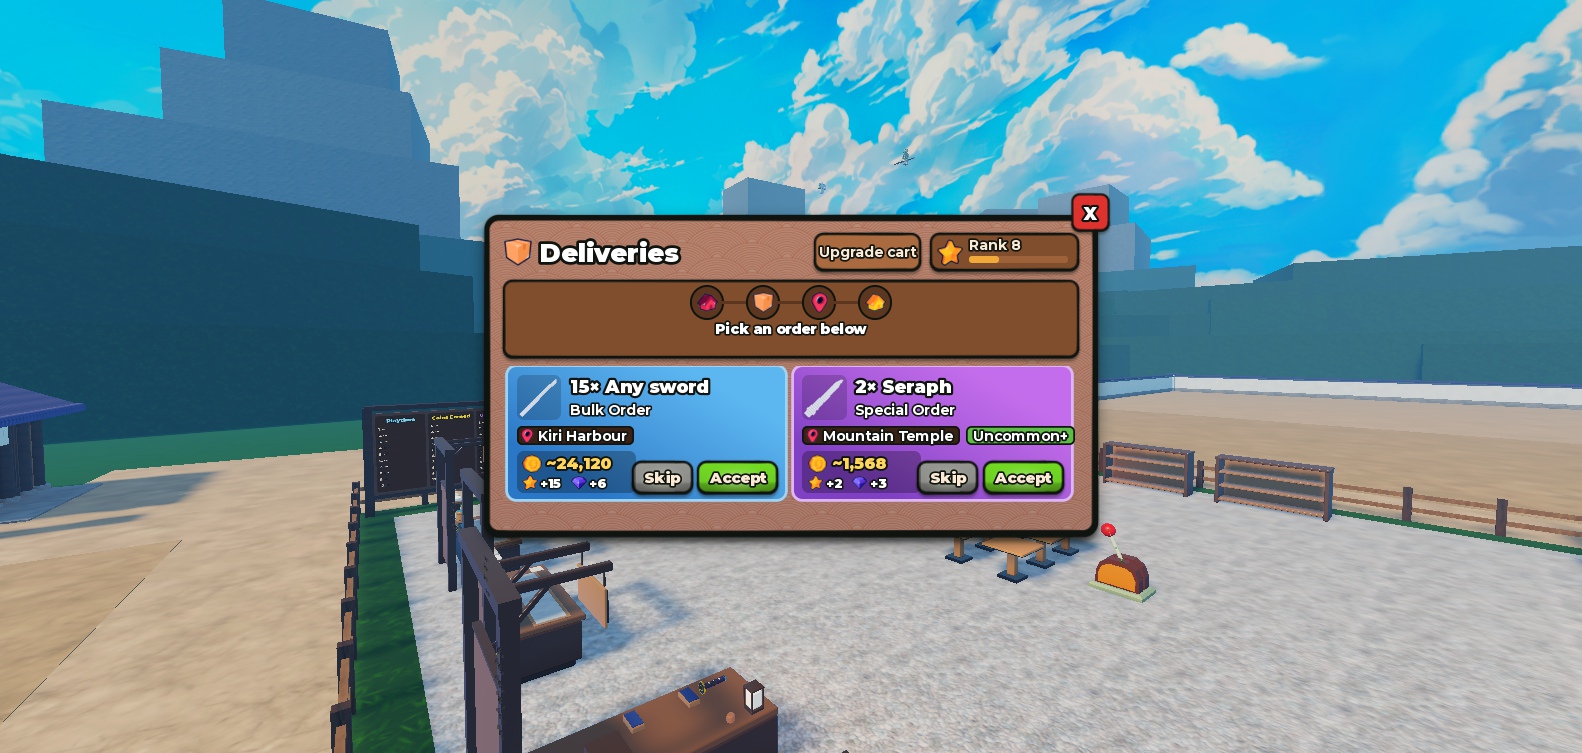 X
Deliveries
Upgrade cart
Rank 8
Pick an order below
15× Any sword
Bulk Order
Kiri Harbour
~24,120
+15 +6
Skip
Accept
2× Seraph
Special Order
Mountain Temple
Uncommon+
~1,568
+2 +3
Skip
Accept